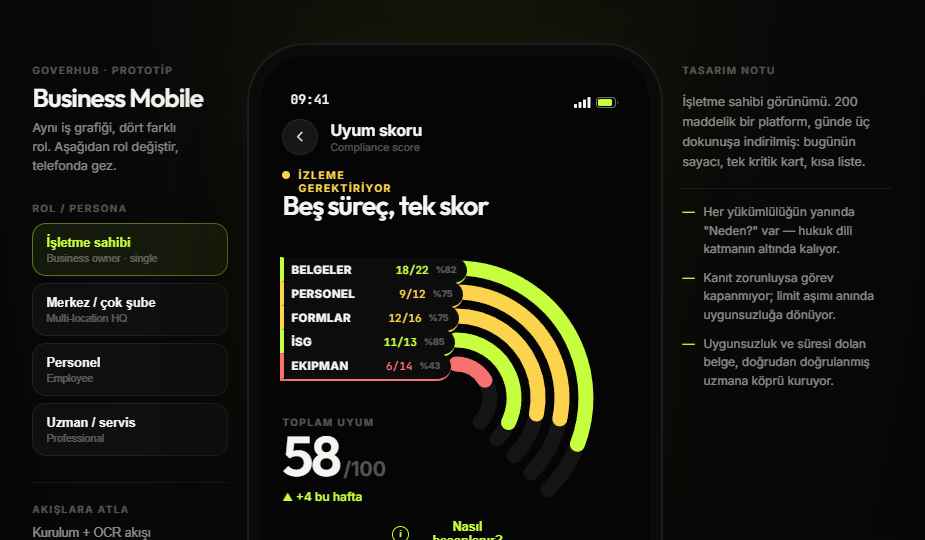 GOVERHUB · PROTOTİP
Business Mobile
Aynı iş grafiği, dört farklı
rol. Aşağıdan rol değiştir,
telefonda gez.
ROL / PERSONA
İşletme sahibi
Business owner · single
Merkez / çok şube
Multi-location HQ
Personel
Employee
Uzman / servis
Professional
AKIŞLARA ATLA
Kurulum + OCR akışı
09:41
Uyum skoru
Compliance score
İZLEME
GEREKTİRİYOR
Beş süreç, tek skor
BELGELER 18/22 %82
PERSONEL 9/12 %75
FORMLAR 12/16 %75
İSG 11/13 %85
EKIPMAN 6/14 %43
TOPLAM UYUM
58/100
▲ +4 bu hafta
Nasıl
hesaplanır?
TASARIM NOTU
İşletme sahibi görünümü. 200
maddelik bir platform, günde üç
dokunuşa indirilmiş: bugünün
sayacı, tek kritik kart, kısa liste.
— Her yükümlülüğün yanında
"Neden?" var — hukuk dili
katmanın altında kalıyor.
— Kanıt zorunluysa görev
kapanmıyor; limit aşımı anında
uygunsuzluğa dönüyor.
— Uygunsuzluk ve süresi dolan
belge, doğrudan doğrulanmış
uzmana köprü kuruyor.